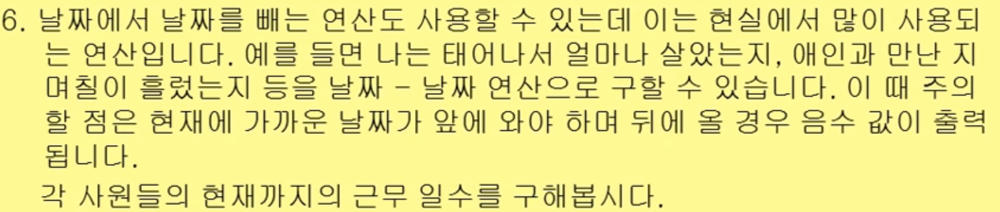 6. 날짜에서 날짜를 빼는 연산도 사용할 수 있는데 이는 현실에서 많이 사용되
는 연산입니다. 예를 들면 나는 태어나서 얼마나 살았는지, 애인과 만난 지
며칠이 흘렀는지 등을 날짜 - 날짜 연산으로 구할 수 있습니다. 이 때 주의
할 점은 현재에 가까운 날짜가 앞에 와야 하며 뒤에 올 경우 음수 값이 출력
됩니다.
각 사원들의 현재까지의 근무 일수를 구해봅시다.